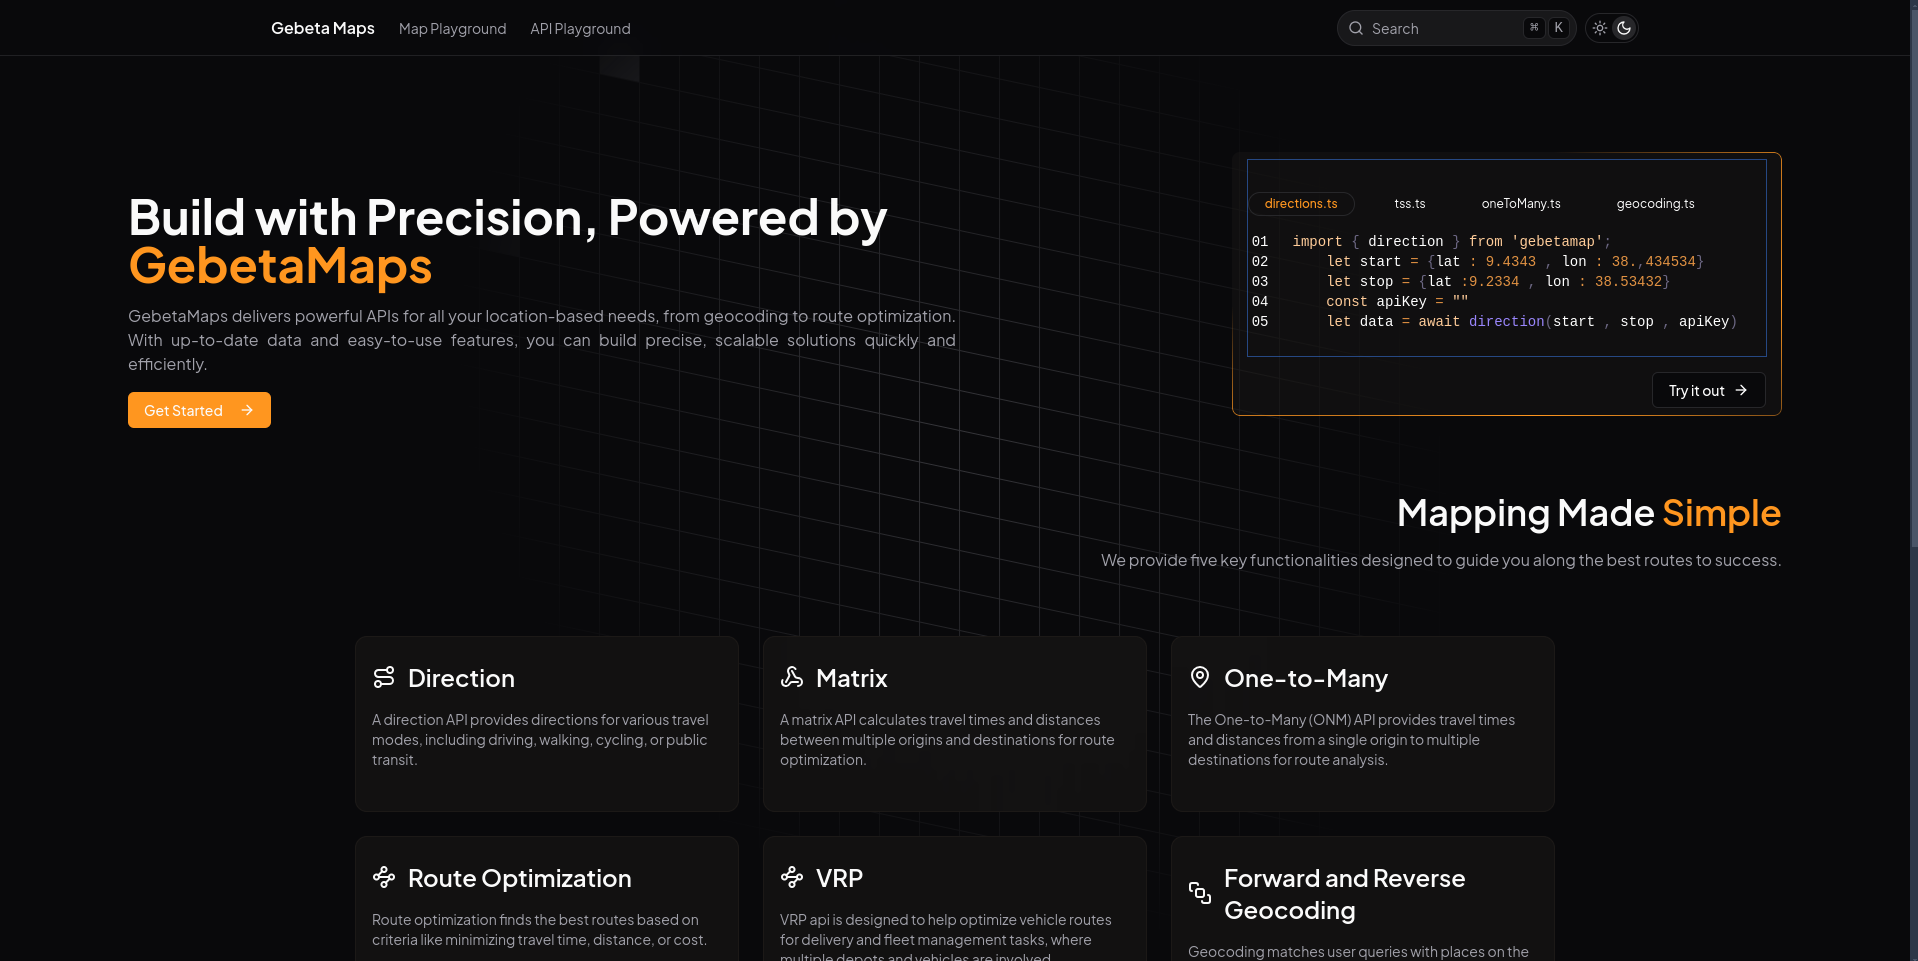 Gebeta Maps Map Playground API Playground Search ⌘ K
Build with Precision, Powered by
GebetaMaps
GebetaMaps delivers powerful APIs for all your location-based needs, from geocoding to route optimization.
With up-to-date data and easy-to-use features, you can build precise, scalable solutions quickly and
efficiently.
Get Started
directions.ts tss.ts oneToMany.ts geocoding.ts
01 import { direction } from 'gebetamap';
02 let start = {lat : 9.4343 , lon : 38.,434534}
03 let stop = {lat :9.2334 , lon : 38.53432}
04 const apiKey = ""
05 let data = await direction(start , stop , apiKey)
Try it out
Mapping Made Simple
We provide five key functionalities designed to guide you along the best routes to success.
Direction
A direction API provides directions for various travel
modes, including driving, walking, cycling, or public
transit.
Matrix
A matrix API calculates travel times and distances
between multiple origins and destinations for route
optimization.
One-to-Many
The One-to-Many (ONM) API provides travel times
and distances from a single origin to multiple
destinations for route analysis.
Route Optimization
Route optimization finds the best routes based on
criteria like minimizing travel time, distance, or cost.
VRP
VRP api is designed to help optimize vehicle routes
for delivery and fleet management tasks, where
multiple depots and vehicles are involved
Forward and Reverse
Geocoding
Geocoding matches user queries with places on the